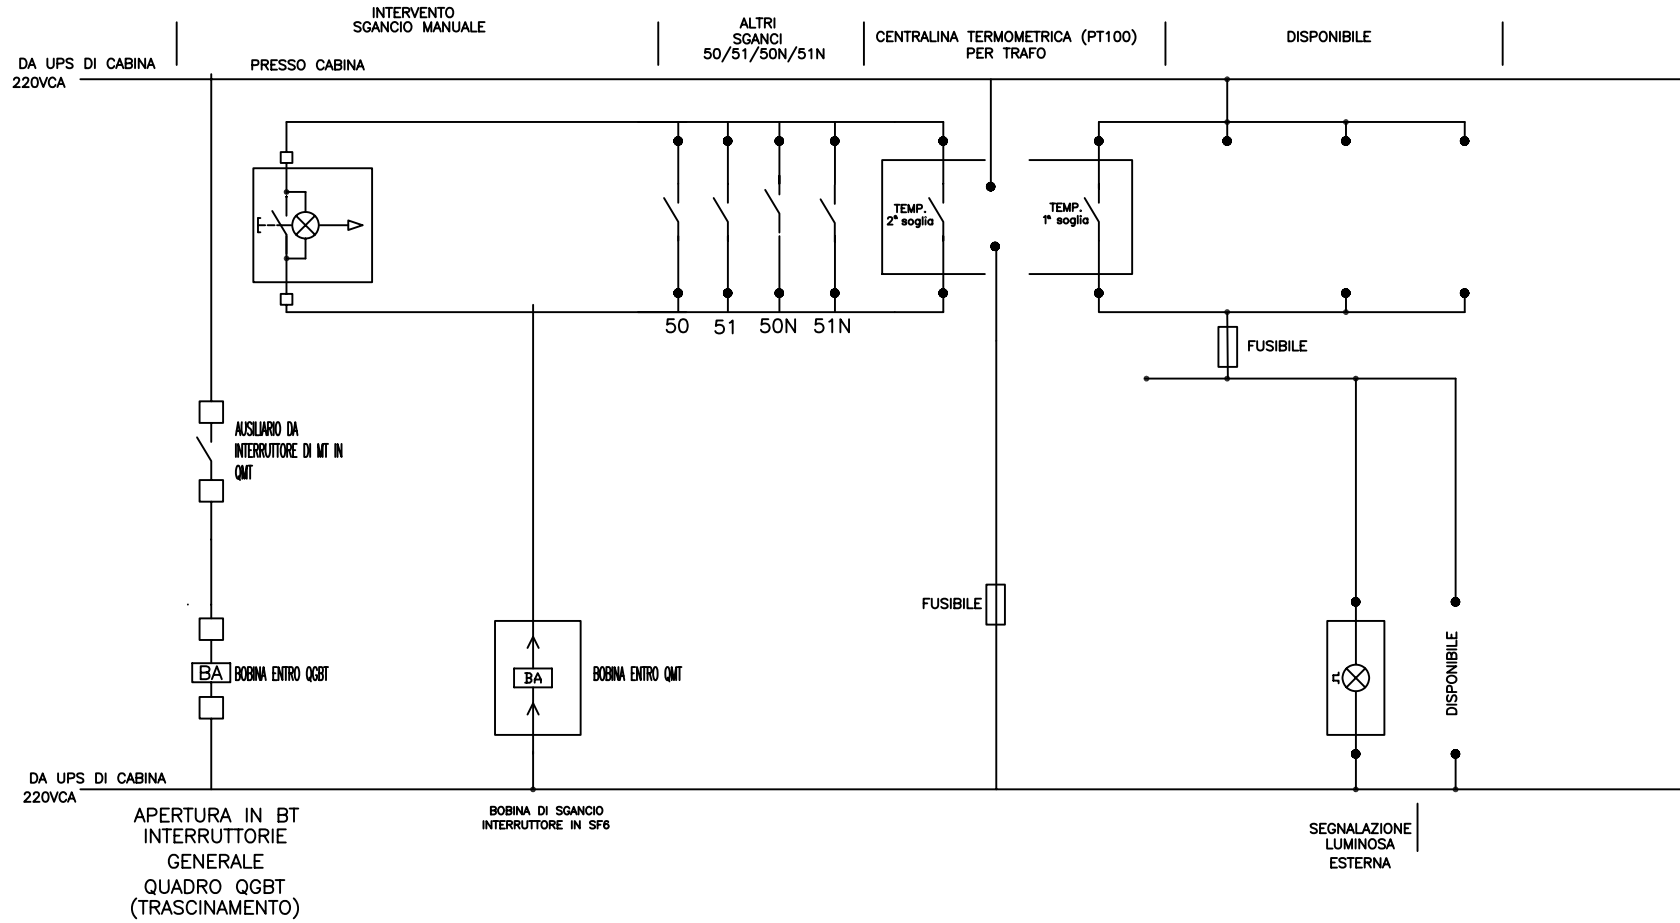 INTERVENTO
SGANCIO MANUALE
ALTRI
SGANCI
50/51/50N/51N
CENTRALINA TERMOMETRICA (PT100)
PER TRAFO
DISPONIBILE
DA UPS DI CABINA
220VCA
PRESSO CABINA
TEMP.
2ª soglia
TEMP.
1ª soglia
50
51
50N
51N
FUSIBILE
AUSILIARIO DA
INTERRUTTORE DI MT IN
QMT
FUSIBILE
BA
BOBINA ENTRO QGBT
BA
BOBINA ENTRO QMT
DISPONIBILE
DA UPS DI CABINA
220VCA
APERTURA IN BT
INTERRUTTORIE
GENERALE
QUADRO QGBT
(TRASCINAMENTO)
BOBINA DI SGANCIO
INTERRUTTORE IN SF6
SEGNALAZIONE
LUMINOSA
ESTERNA